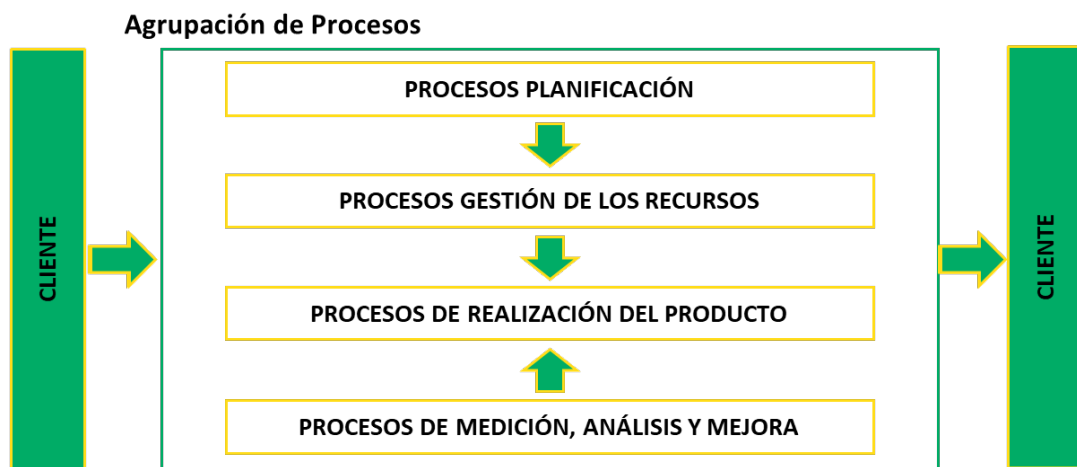 Agrupación de Procesos
CLIENTE
PROCESOS PLANIFICACIÓN
PROCESOS GESTIÓN DE LOS RECURSOS
PROCESOS DE REALIZACIÓN DEL PRODUCTO
PROCESOS DE MEDICIÓN, ANÁLISIS Y MEJORA
CLIENTE